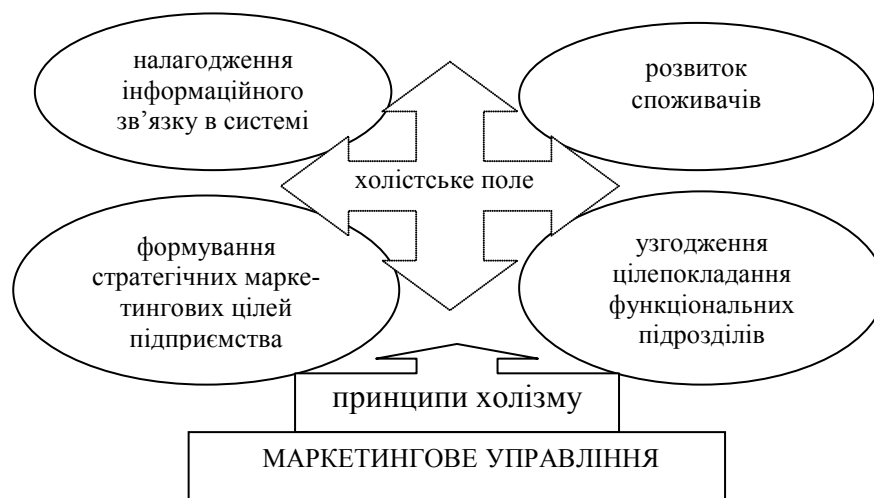 налагодження
інформаційного
зв’язку в системі
розвиток
споживачів
холістське поле
формування
стратегічних марке-
тингових цілей
підприємства
узгодження
цілепокладання
функціональних
підрозділів
принципи холізму
МАРКЕТИНГОВЕ УПРАВЛІННЯ